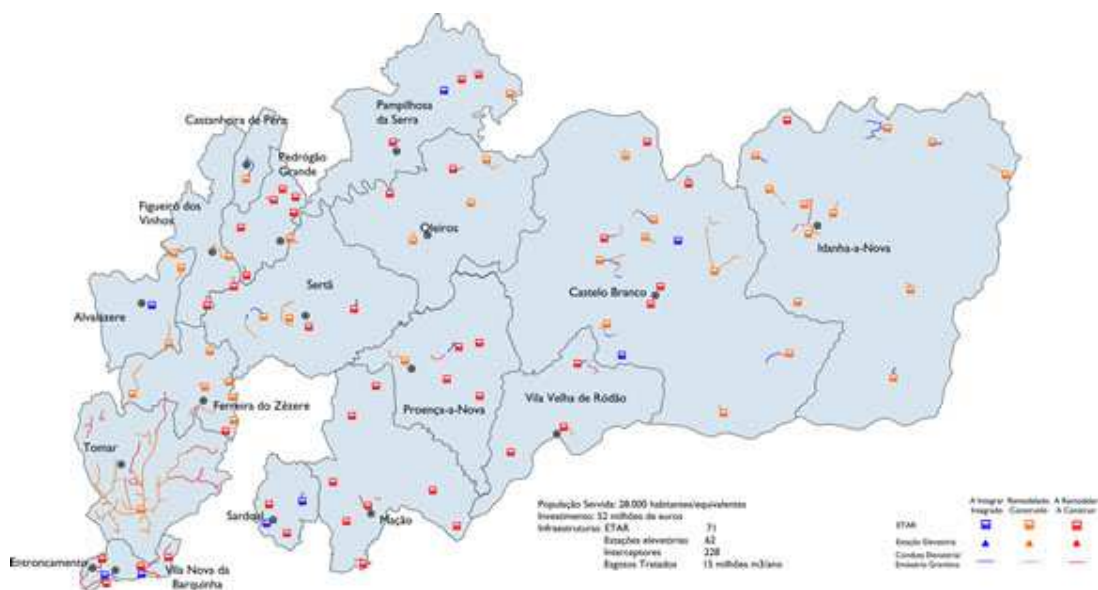 Pampilhosa
da Serra
Castanheira de Pêra
Pedrógão
Grande
Figueiró dos
Vinhos
Oleiros
Idanha-a-Nova
Sertã
Castelo Branco
Alvaiázere
Vila Velha de Ródão
Proença-a-Nova
Ferreira do Zêzere
Tomar
Sardoal
Mação
Entroncamento
Vila Nova da
Barquinha
População Servida: 28.000 habitantes/equivalentes
Investimento: 52 milhões de euros
Infraestruturas: ETAR 71
Estações elevatórias 62
Interceptores 228
Esgotos Tratados 15 milhões m3/ano
A Integrar Remodelado A Remodelar
Integrado Construído A Construir
ETAR
Estação Elevatória
Conduta Elevatória/
Emissário Gravítico